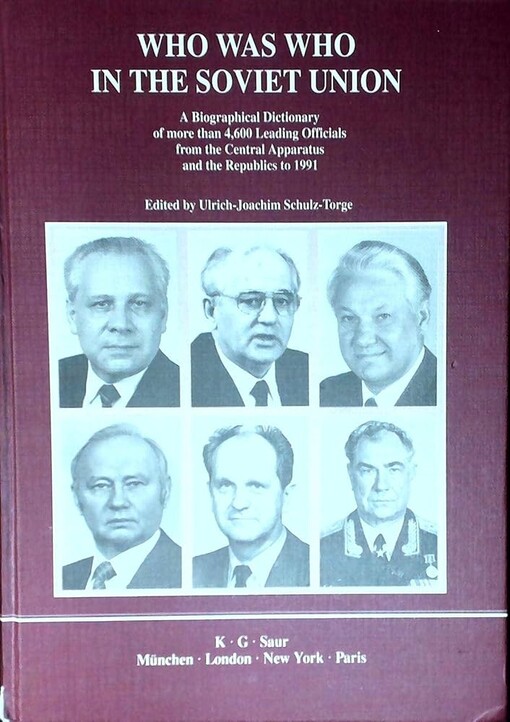 WHO WAS WHO
IN THE SOVIET UNION
A Biographical Dictionary
of more than 4,600 Leading Officials
from the Central Apparatus
and the Republics to 1991
Edited by Ulrich-Joachim Schulz-Torge
K · G · Saur
München · London · New York · Paris